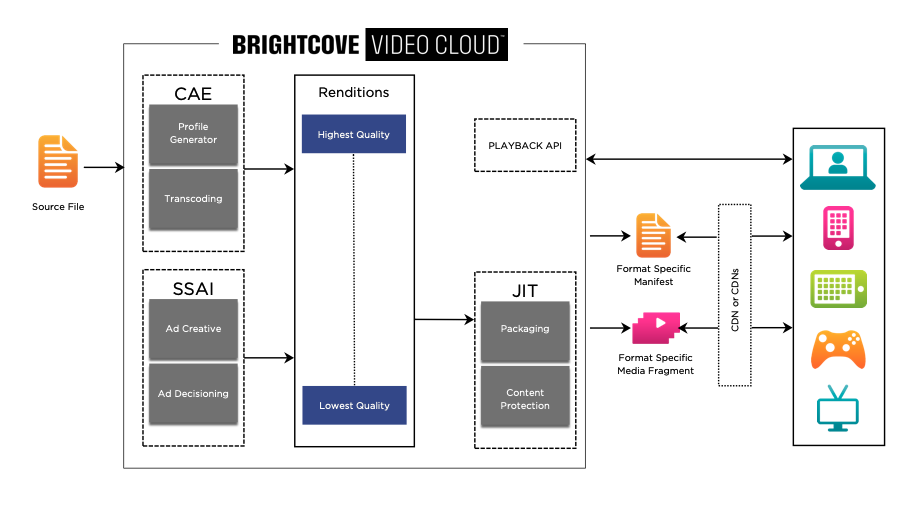 BRIGHTCOVE VIDEO CLOUD™
CAE
Profile
Generator
Transcoding
Source File
SSAI
Ad Creative
Ad Decisioning
Renditions
Highest Quality
Lowest Quality
PLAYBACK API
JIT
Packaging
Content
Protection
Format Specific
Manifest
Format Specific
Media Fragment
CDN or CDNs